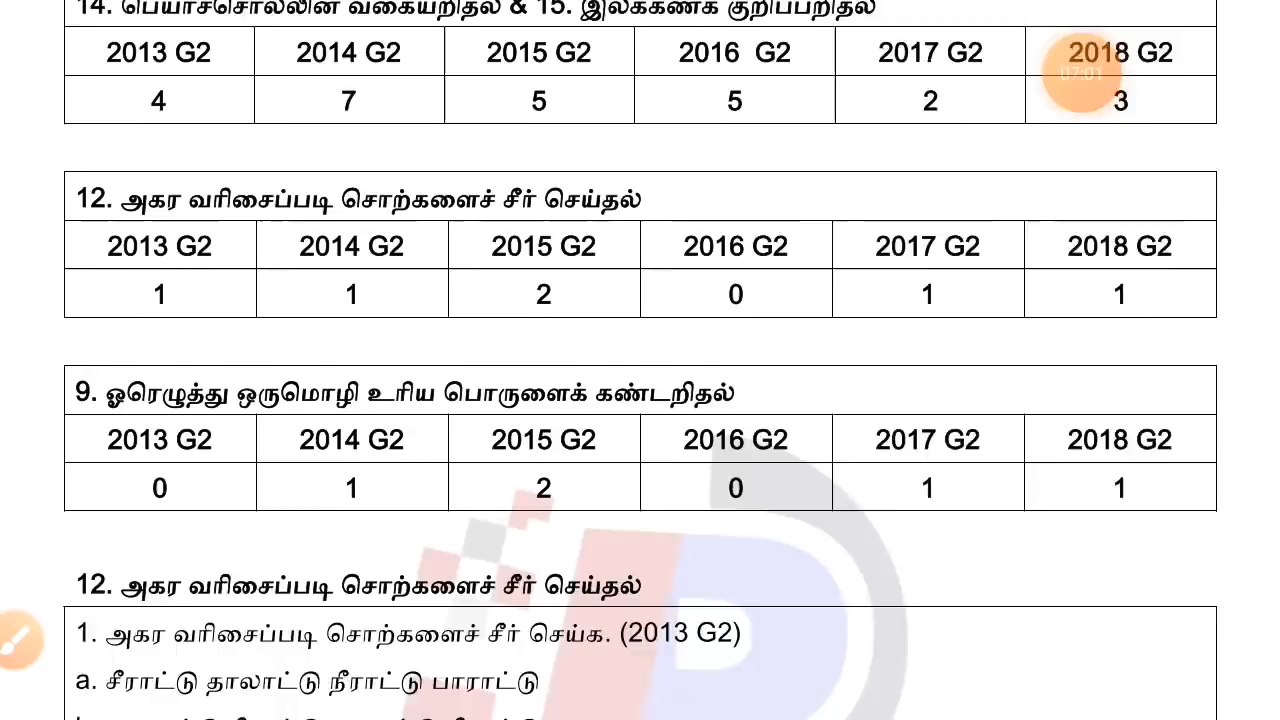 14. பெயர்ச்சொல்லின் வகையறிதல் & 15. இலக்கணக் குறிப்பறிதல்
2013 G2 2014 G2 2015 G2 2016 G2 2017 G2 2018 G2
07:01
4 7 5 5 2 3
12. அகர வரிசைப்படி சொற்களைச் சீர் செய்தல்
2013 G2 2014 G2 2015 G2 2016 G2 2017 G2 2018 G2
1 1 2 0 1 1
9. ஓரெழுத்து ஒருமொழி உரிய பொருளைக் கண்டறிதல்
2013 G2 2014 G2 2015 G2 2016 G2 2017 G2 2018 G2
0 1 2 0 1 1
12. அகர வரிசைப்படி சொற்களைச் சீர் செய்தல்
1. அகர வரிசைப்படி சொற்களைச் சீர் செய்க. (2013 G2)
a. சீராட்டு தாலாட்டு நீராட்டு பாராட்டு